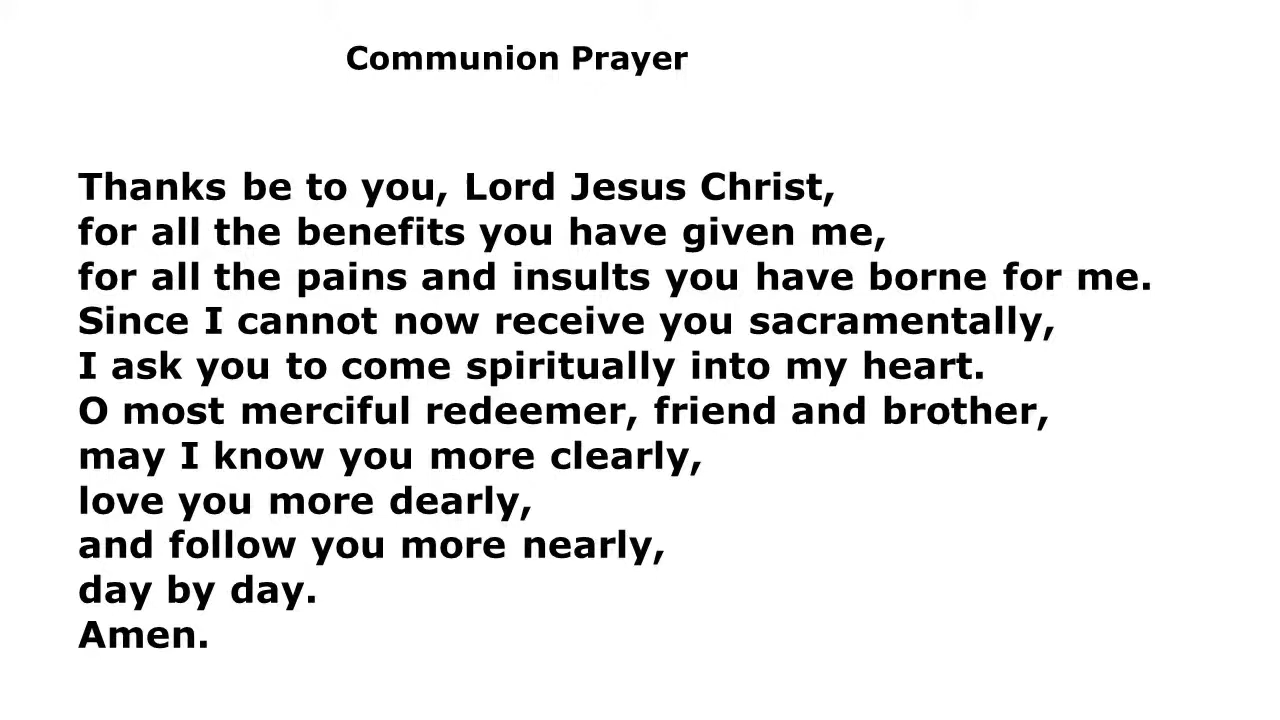 Communion Prayer
Thanks be to you, Lord Jesus Christ,
for all the benefits you have given me,
for all the pains and insults you have borne for me.
Since I cannot now receive you sacramentally,
I ask you to come spiritually into my heart.
O most merciful redeemer, friend and brother,
may I know you more clearly,
love you more dearly,
and follow you more nearly,
day by day.
Amen.